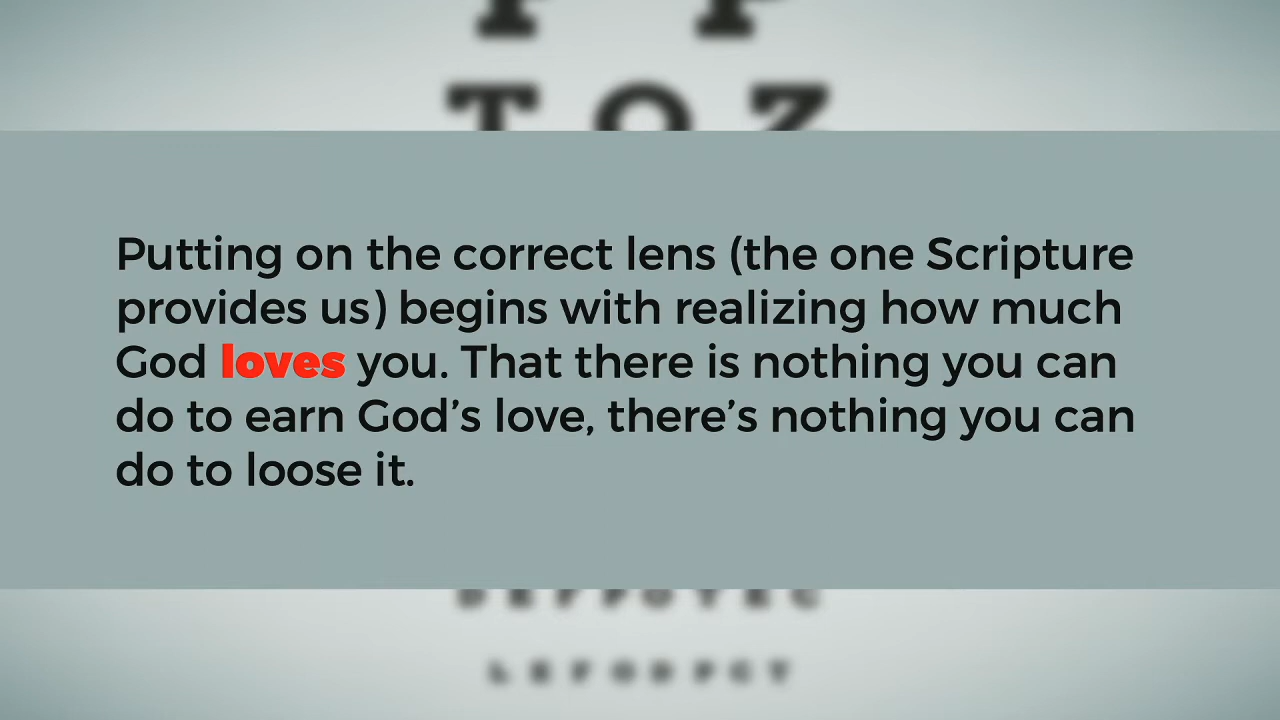 T O Z
Putting on the correct lens (the one Scripture
provides us) begins with realizing how much
God loves you. That there is nothing you can
do to earn God’s love, there’s nothing you can
do to loose it.
D E F P O T E C
L E F O D P C T